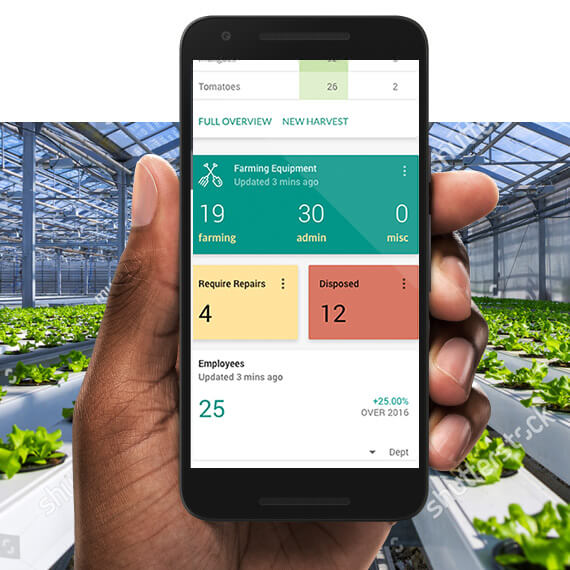 Tomatoes 26 2
FULL OVERVIEW NEW HARVEST
Farming Equipment
Updated 3 mins ago
19 30 0
farming admin misc
Require Repairs Disposed
4 12
Employees
Updated 3 mins ago
25 +25.00%
OVER 2016
Dept
shutterstock